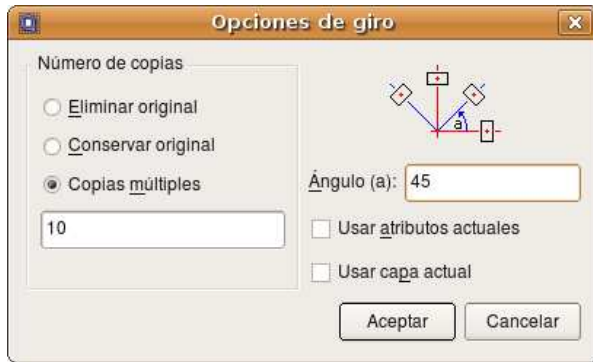 Opciones de giro
Número de copias
Eliminar original
Conservar original
Copias múltiples
10
a
Ángulo (a): 45
Usar atributos actuales
Usar capa actual
Aceptar
Cancelar